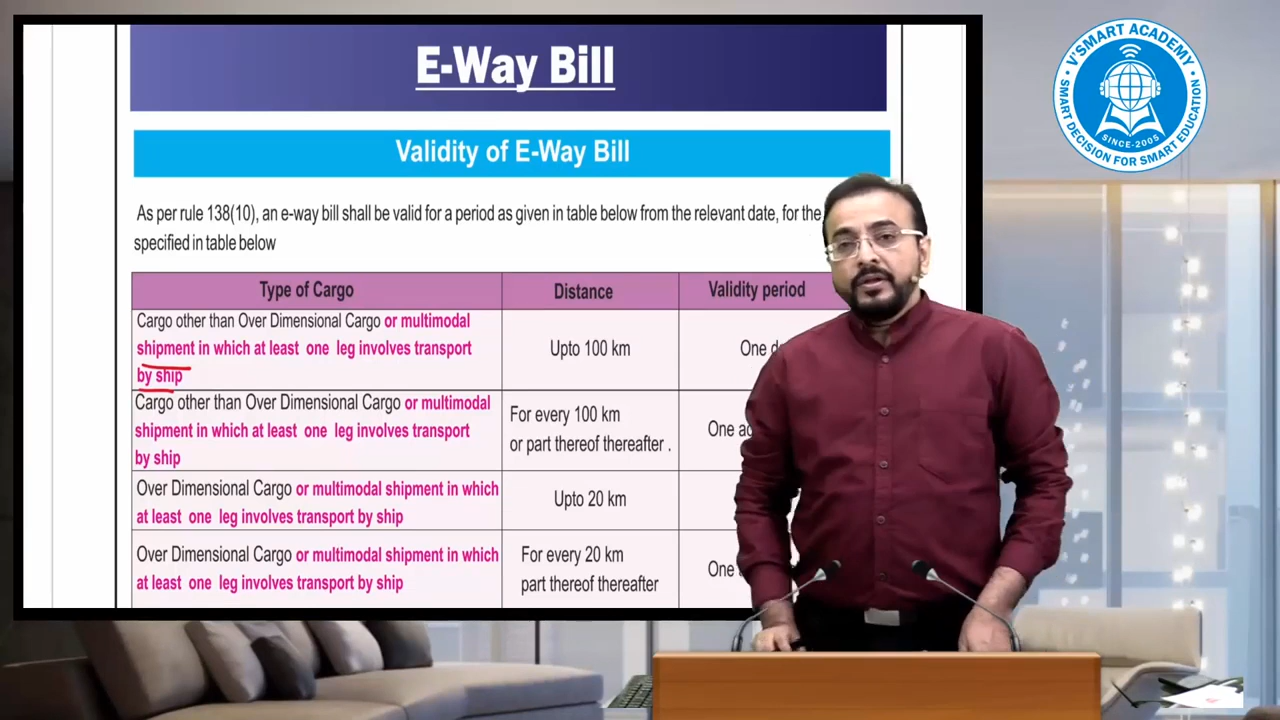 E-Way Bill
Validity of E-Way Bill
As per rule 138(10), an e-way bill shall be valid for a period as given in table below from the relevant date, for the
specified in table below
Type of Cargo
Distance
Validity period
Cargo other than Over Dimensional Cargo or multimodal
shipment in which at least one leg involves transport
by ship
Upto 100 km
One
Cargo other than Over Dimensional Cargo or multimodal
shipment in which at least one leg involves transport
by ship
For every 100 km
or part thereof thereafter .
One
Over Dimensional Cargo or multimodal shipment in which
at least one leg involves transport by ship
Upto 20 km
Over Dimensional Cargo or multimodal shipment in which
at least one leg involves transport by ship
For every 20 km
part thereof thereafter
One
V'SMART ACADEMY
SINCE-2005
SMART DECISION FOR SMART EDUCATION